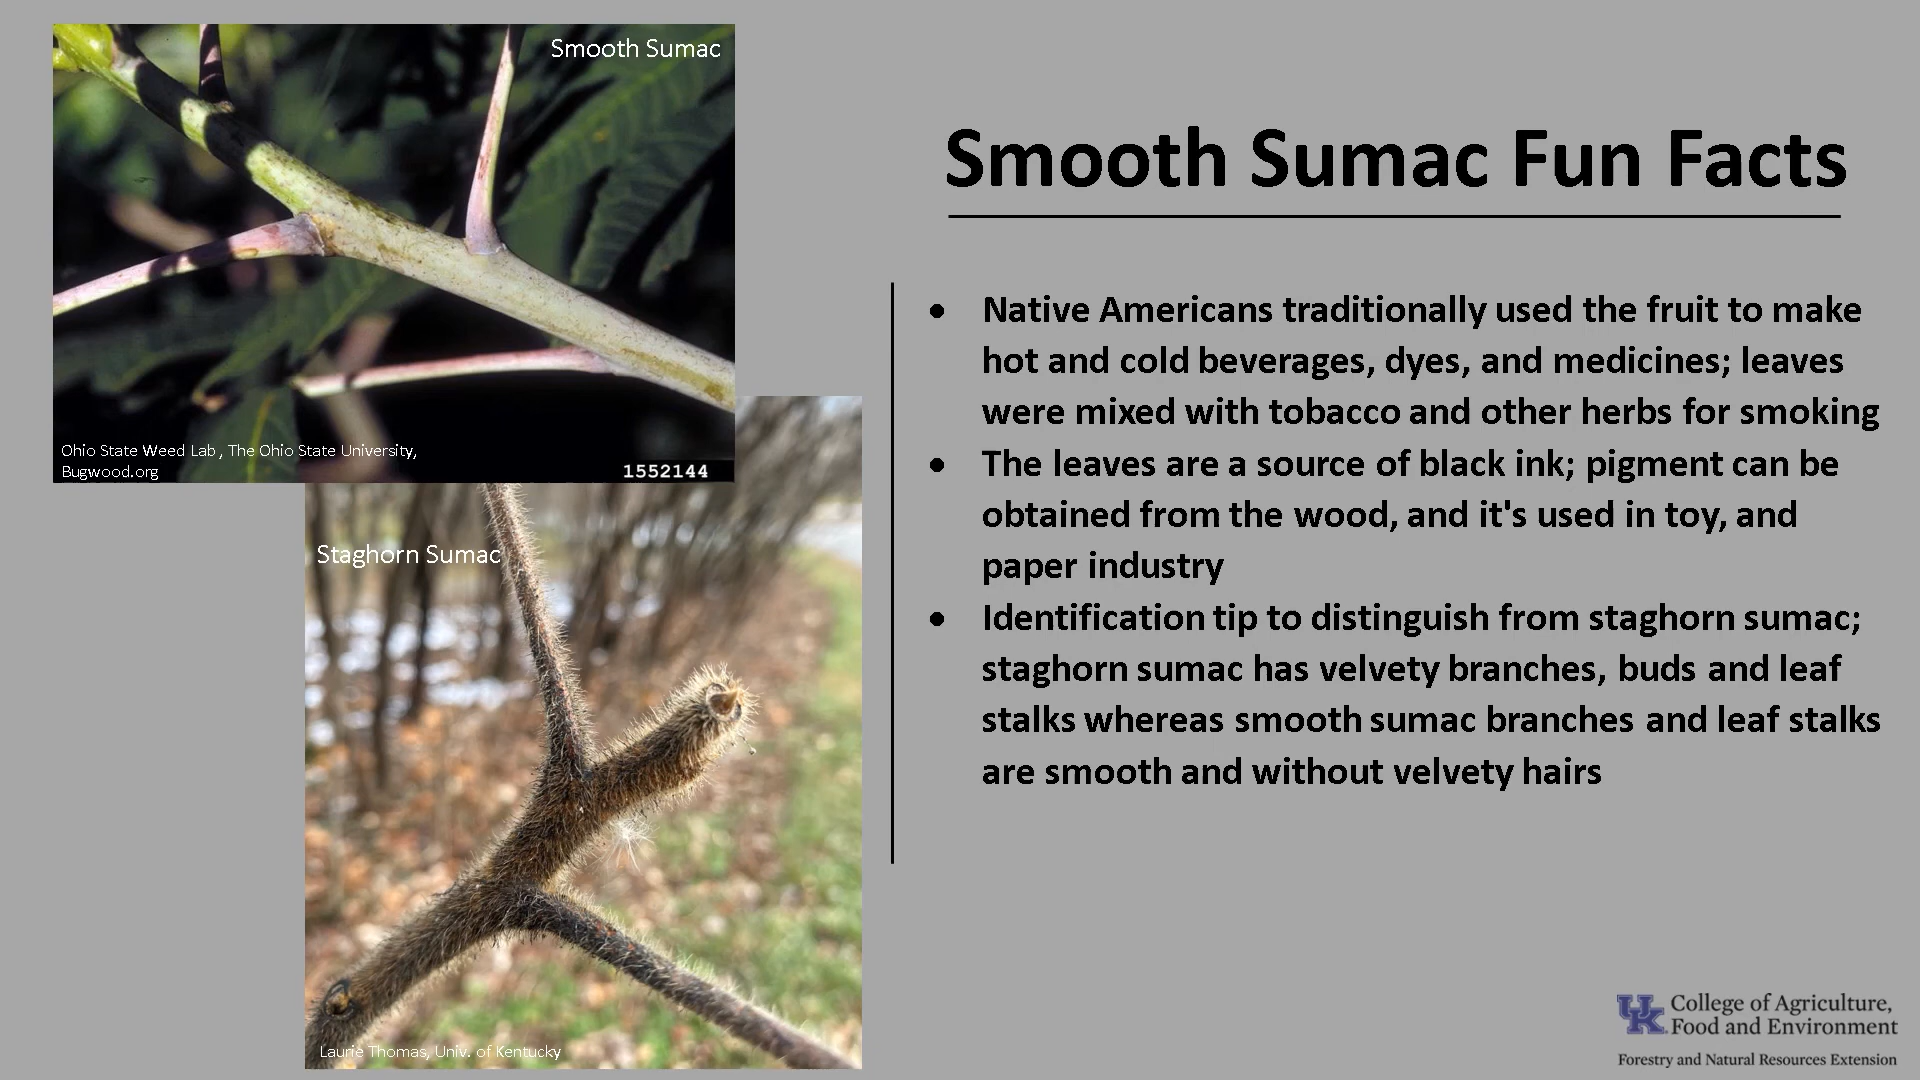 Smooth Sumac
Ohio State Weed Lab , The Ohio State University,
Bugwood.org
1552144
Staghorn Sumac
Laurie Thomas, Univ. of Kentucky
Smooth Sumac Fun Facts
• Native Americans traditionally used the fruit to make
hot and cold beverages, dyes, and medicines; leaves
were mixed with tobacco and other herbs for smoking
• The leaves are a source of black ink; pigment can be
obtained from the wood, and it's used in toy, and
paper industry
• Identification tip to distinguish from staghorn sumac;
staghorn sumac has velvety branches, buds and leaf
stalks whereas smooth sumac branches and leaf stalks
are smooth and without velvety hairs
UK College of Agriculture,
Food and Environment
Forestry and Natural Resources Extension